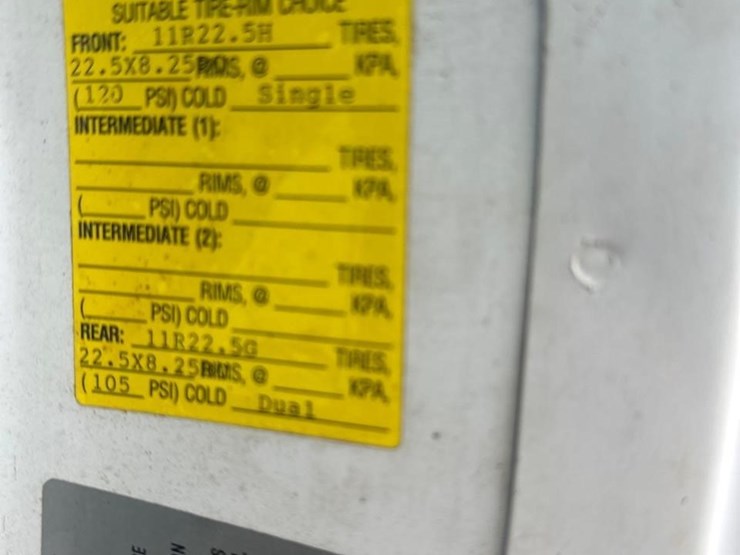 SUITABLE TIRE-RIM CHOICE
FRONT: 11R22.5H TIRES,
22.5X8.25 RIMS, @ KPA,
(120 PSI) COLD Single
INTERMEDIATE (1):
TIRES,
RIMS, @ KPA,
( PSI) COLD
INTERMEDIATE (2):
TIRES,
RIMS, @ KPA,
( PSI) COLD
REAR: 11R22.5G TIRES,
22.5X8.25 RIMS, @ KPA,
(105 PSI) COLD Dual